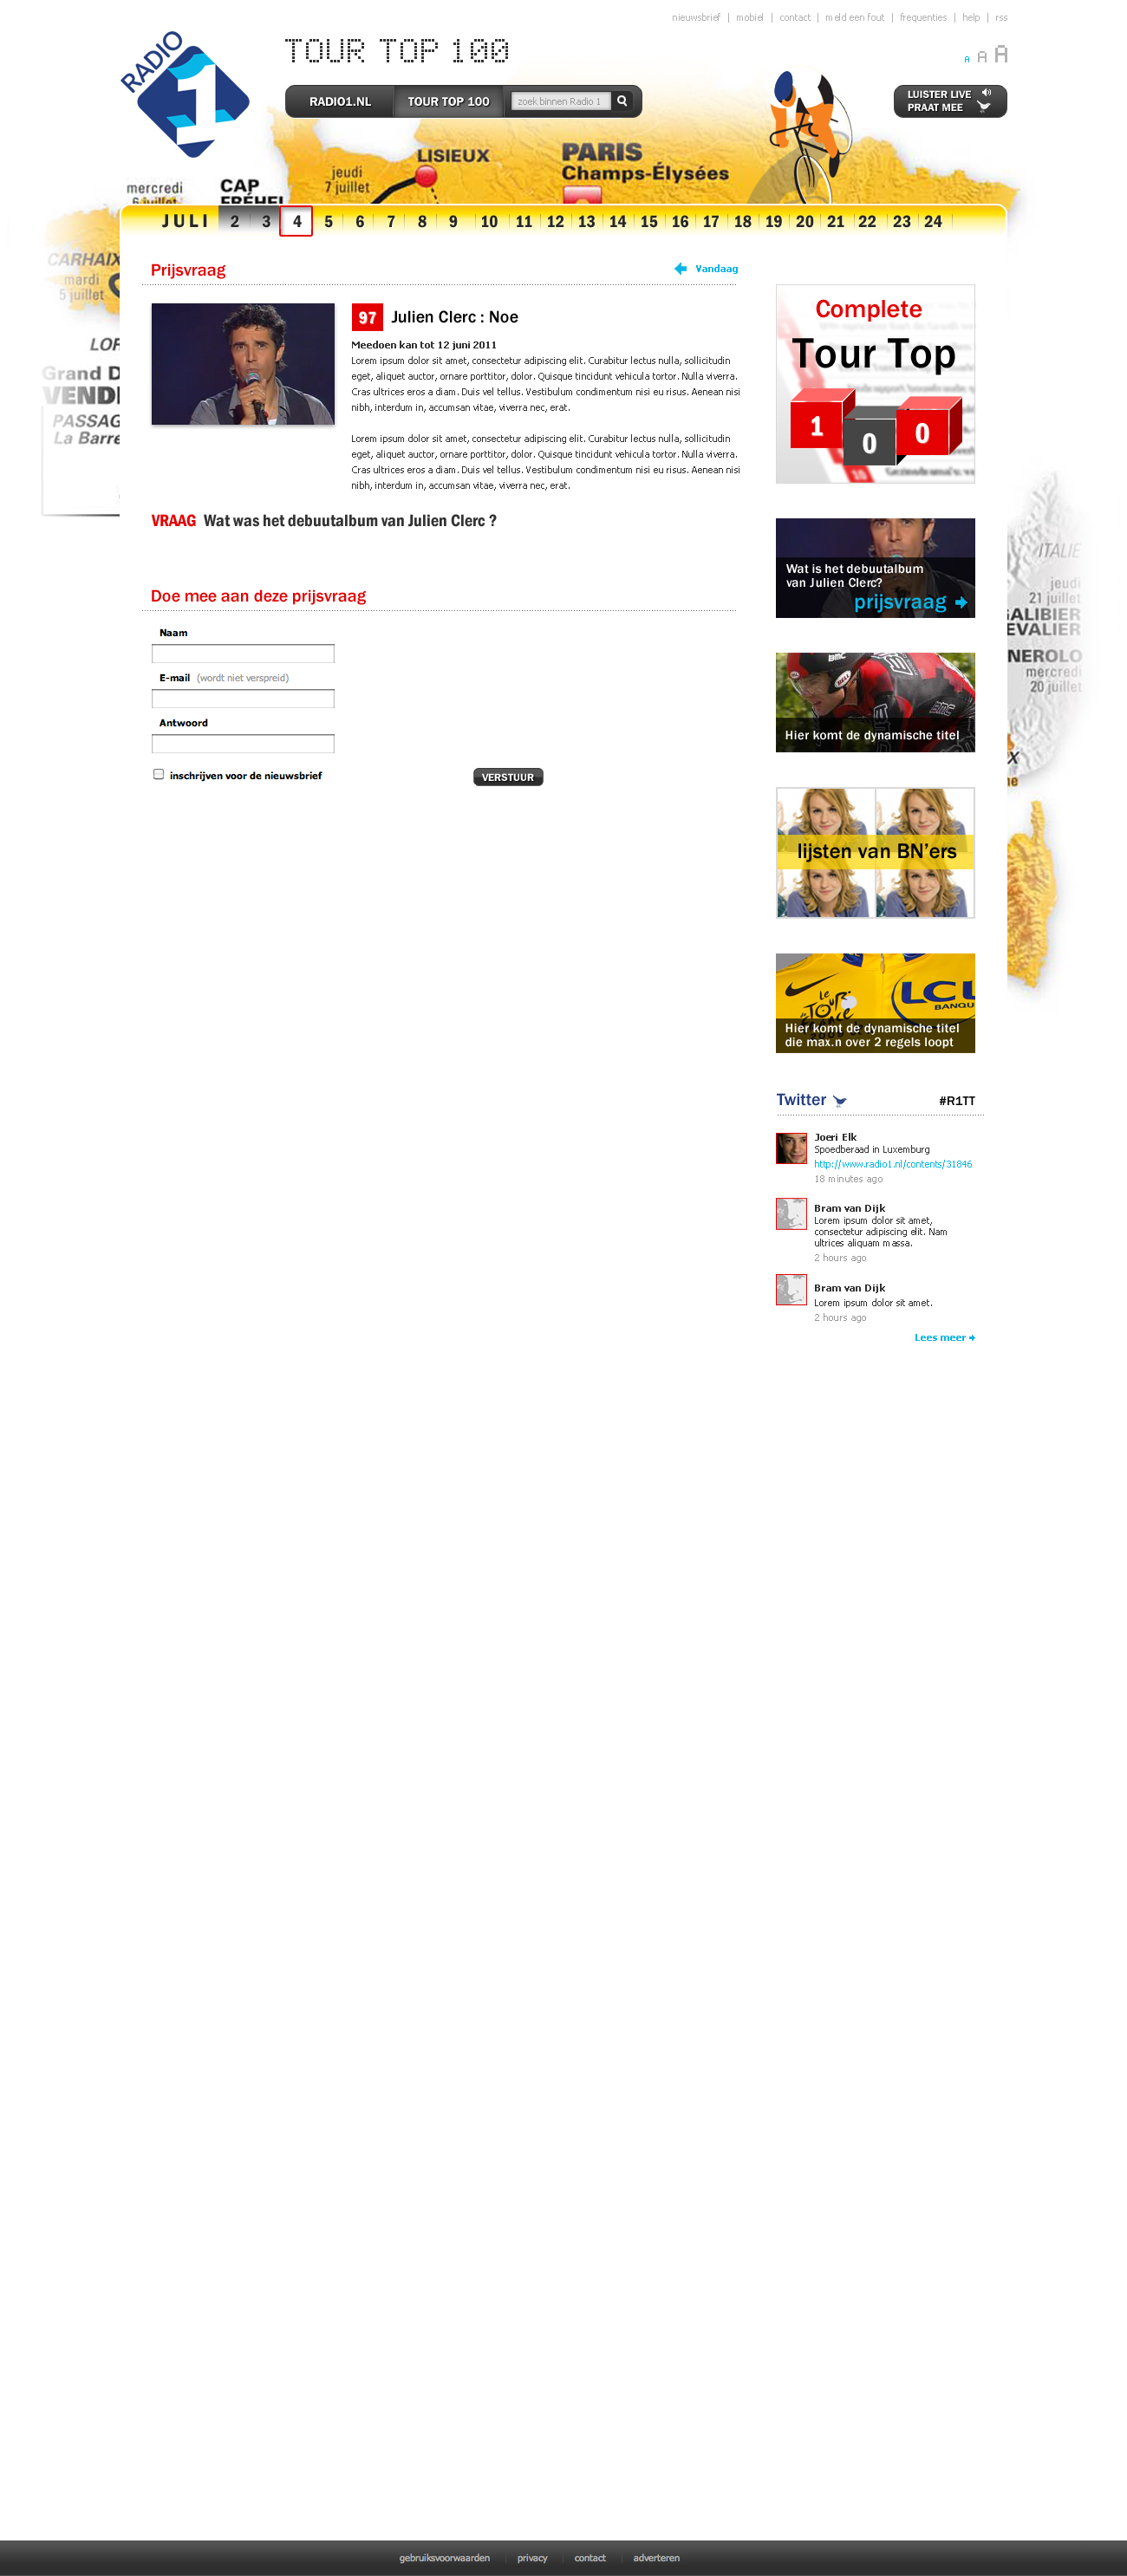 nieuwsbrief | mobiel | contact | meld een fout | frequenties | help | rss
RADIO 1
TOUR TOP 100
A A A
RADIO1.NL
TOUR TOP 100
zoek binnen Radio 1
LUISTER LIVE
PRAAT MEE
mercredi
6 juillet
CAP
FRÉHEL
jeudi
7 juillet
LISIEUX
PARIS
Champs-Élysées
JULI 2 3 4 5 6 7 8 9 10 11 12 13 14 15 16 17 18 19 20 21 22 23 24
CARHAIX
mardi
5 juillet
LOR
Grand D
VENDI
PASSAG
La Barre
Prijsvraag
Vandaag
97 Julien Clerc : Noe
Meedoen kan tot 12 juni 2011
Lorem ipsum dolor sit amet, consectetur adipiscing elit. Curabitur lectus nulla, sollicitudin
eget, aliquet auctor, ornare porttitor, dolor. Quisque tincidunt vehicula tortor. Nulla viverra.
Cras ultrices eros a diam. Duis vel tellus. Vestibulum condimentum nisi eu risus. Aenean nisi
nibh, interdum in, accumsan vitae, viverra nec, erat.
Lorem ipsum dolor sit amet, consectetur adipiscing elit. Curabitur lectus nulla, sollicitudin
eget, aliquet auctor, ornare porttitor, dolor. Quisque tincidunt vehicula tortor. Nulla viverra.
Cras ultrices eros a diam. Duis vel tellus. Vestibulum condimentum nisi eu risus. Aenean nisi
nibh, interdum in, accumsan vitae, viverra nec, erat.
VRAAG Wat was het debuutalbum van Julien Clerc ?
Doe mee aan deze prijsvraag
Naam
E-mail (wordt niet verspreid)
Antwoord
inschrijven voor de nieuwsbrief
VERSTUUR
Complete
Tour Top
1 0 0
Wat is het debuutalbum
van Julien Clerc?
prijsvraag
BMC
BELL
BMC
Hier komt de dynamische titel
lijsten van BN'ers
LE TOUR DE FRANCE
LCL
BANQU
Hier komt de dynamische titel
die max.n over 2 regels loopt
ITALIE
jeudi
21 juillet
GALIBIER
EVALIER
NEROLO
mercredi
20 juillet
Twitter
#R1TT
Joeri Elk
Spoedberaad in Luxemburg
http://www.radio1.nl/contents/31846
18 minutes ago
Bram van Dijk
Lorem ipsum dolor sit amet,
consectetur adipiscing elit. Nam
ultrices aliquam massa.
2 hours ago
Bram van Dijk
Lorem ipsum dolor sit amet.
2 hours ago
Lees meer
gebruiksvoorwaarden
privacy
contact
adverteren